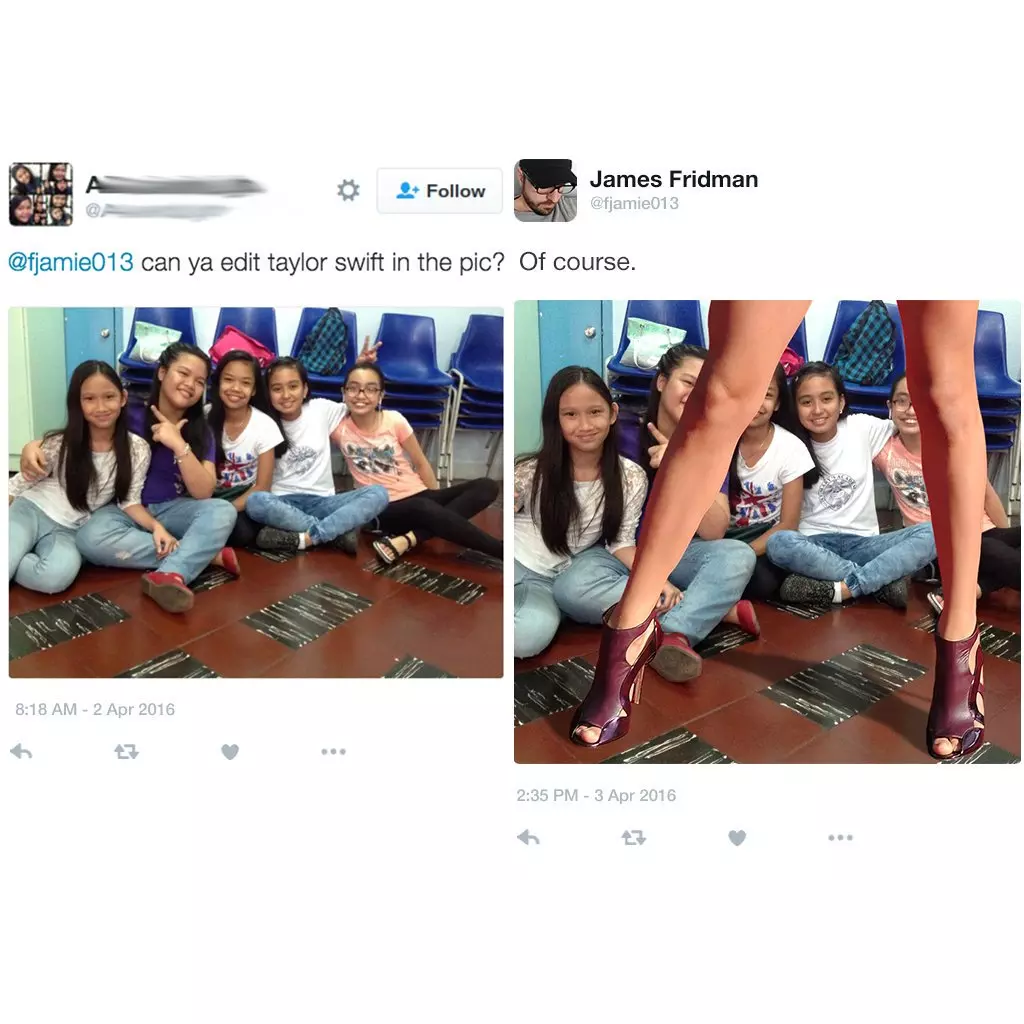 A
Follow
@fjamie013 can ya edit taylor swift in the pic?
8:18 AM - 2 Apr 2016
James Fridman
@fjamie013
Of course.
2:35 PM - 3 Apr 2016